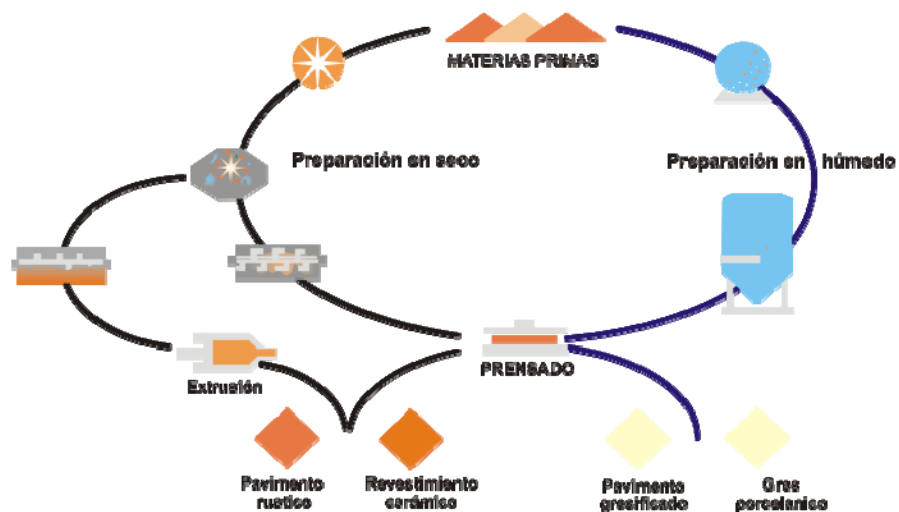 MATERIAS PRIMAS
Preparación en seco
Preparación en húmedo
Extrusión
PRENSADO
Pavimento
rustico
Revestimiento
cerámico
Pavimento
gresificado
Gres
porcelanico